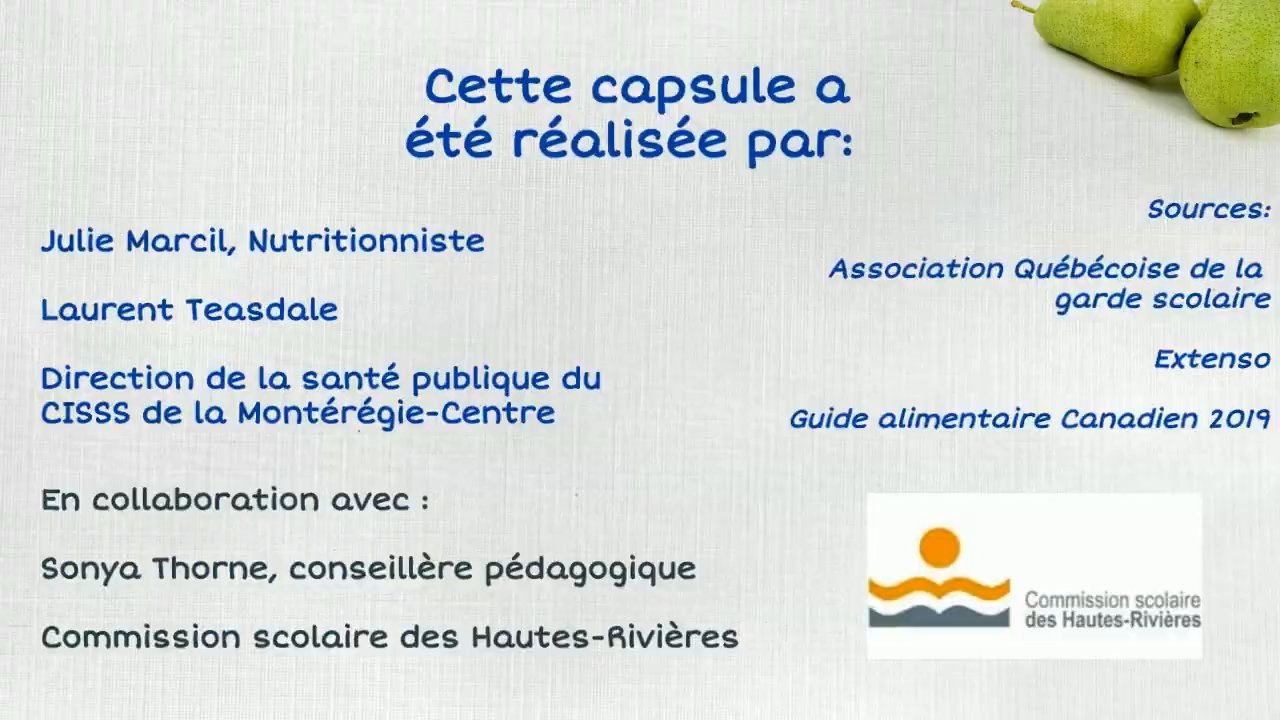 Cette capsule a
été réalisée par:
Julie Marcil, Nutritionniste
Laurent Teasdale
Direction de la santé publique du
CISSS de la Montérégie-Centre
En collaboration avec :
Sonya Thorne, conseillère pédagogique
Commission scolaire des Hautes-Rivières
Sources:
Association Québécoise de la
garde scolaire
Extenso
Guide alimentaire Canadien 2019
Commission scolaire
des Hautes-Rivières